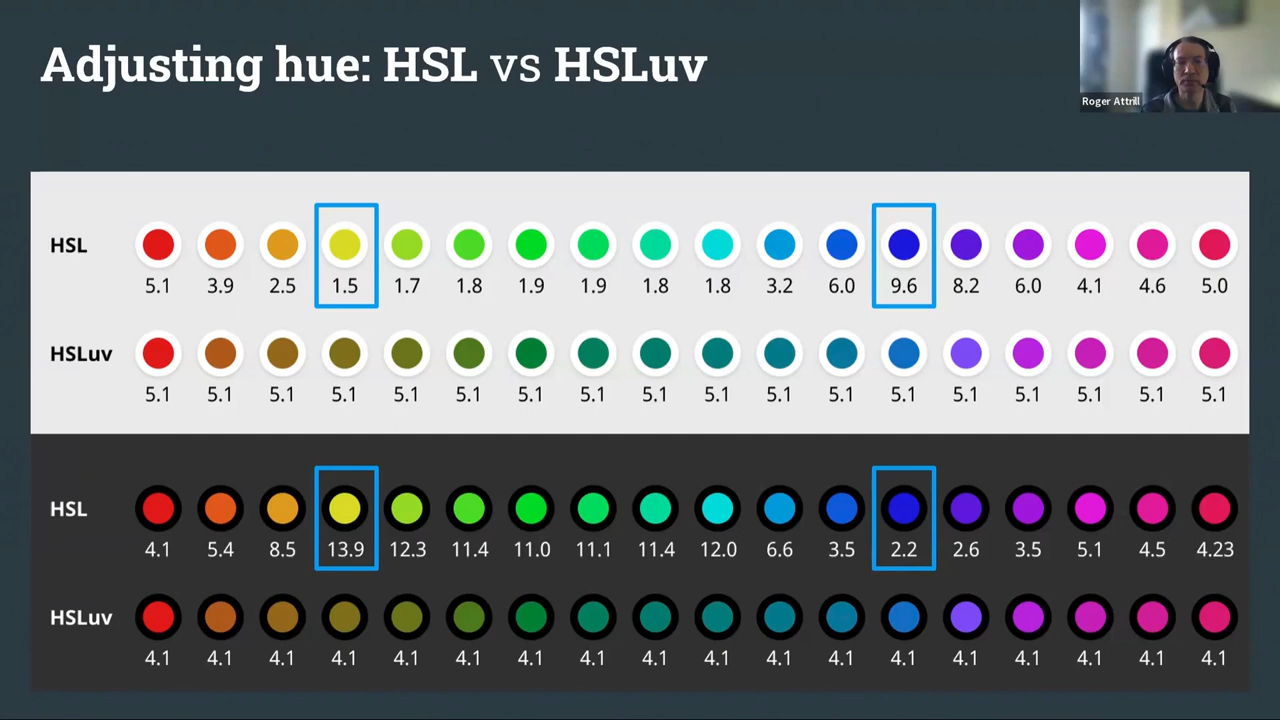 Adjusting hue: HSL vs HSLuv
Roger Attrill
HSL
5.1 3.9 2.5 1.5 1.7 1.8 1.9 1.9 1.8 1.8 3.2 6.0 9.6 8.2 6.0 4.1 4.6 5.0
HSLuv
5.1 5.1 5.1 5.1 5.1 5.1 5.1 5.1 5.1 5.1 5.1 5.1 5.1 5.1 5.1 5.1 5.1 5.1
HSL
4.1 5.4 8.5 13.9 12.3 11.4 11.0 11.1 11.4 12.0 6.6 3.5 2.2 2.6 3.5 5.1 4.5 4.23
HSLuv
4.1 4.1 4.1 4.1 4.1 4.1 4.1 4.1 4.1 4.1 4.1 4.1 4.1 4.1 4.1 4.1 4.1 4.1